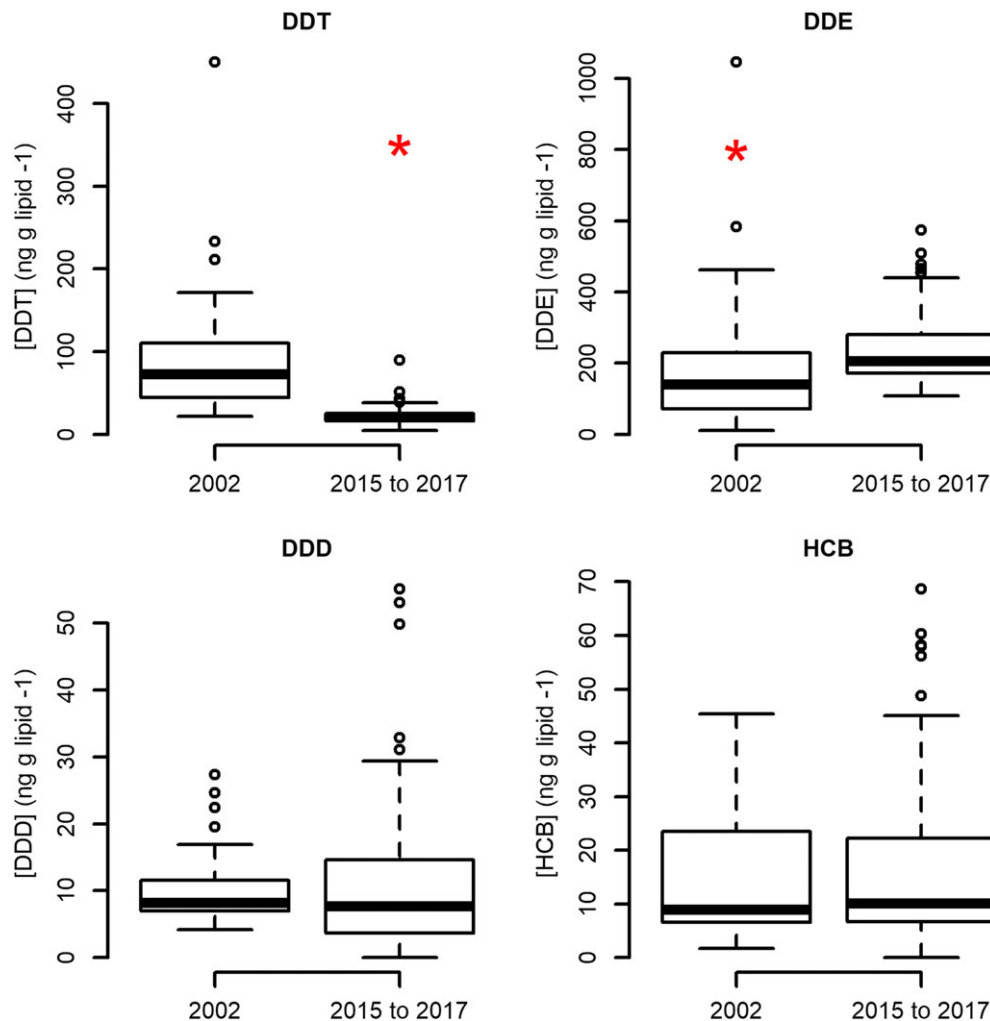 DDT
[DDT] (ng g lipid -1)
0
100
200
300
400
*
2002
2015 to 2017
DDE
[DDE] (ng g lipid -1)
0
200
400
600
800
1000
*
2002
2015 to 2017
DDD
[DDD] (ng g lipid -1)
0
10
20
30
40
50
2002
2015 to 2017
HCB
[HCB] (ng g lipid -1)
0
10
20
30
40
50
60
70
2002
2015 to 2017